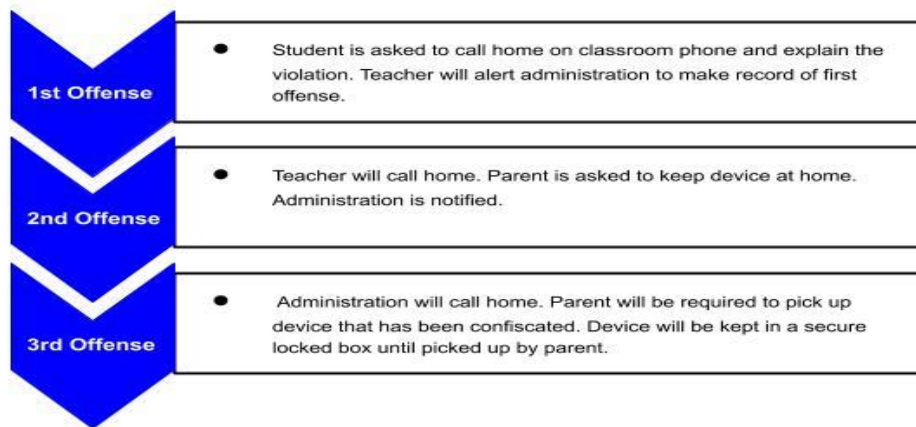 1st Offense
● Student is asked to call home on classroom phone and explain the
violation. Teacher will alert administration to make record of first
offense.
2nd Offense
● Teacher will call home. Parent is asked to keep device at home.
Administration is notified.
3rd Offense
● Administration will call home. Parent will be required to pick up
device that has been confiscated. Device will be kept in a secure
locked box until picked up by parent.